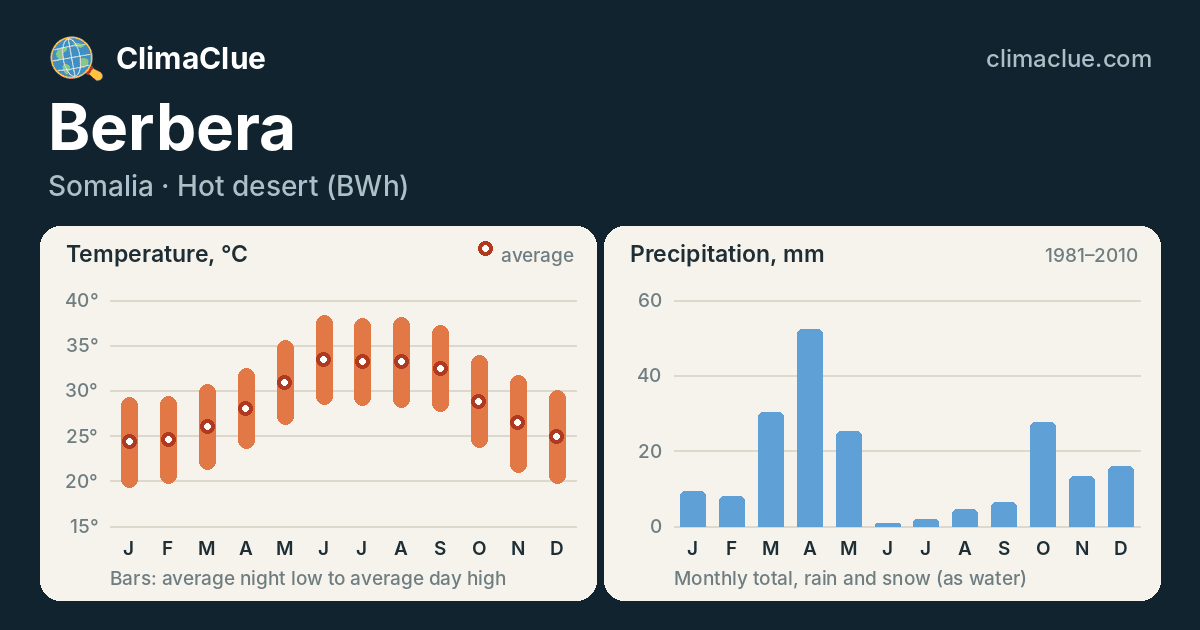 ClimaClue
climaclue.com
Berbera
Somalia · Hot desert (BWh)
Temperature, °C
average
40°
35°
30°
25°
20°
15°
J F M A M J J A S O N D
Bars: average night low to average day high
Precipitation, mm
1981–2010
60
40
20
0
J F M A M J J A S O N D
Monthly total, rain and snow (as water)